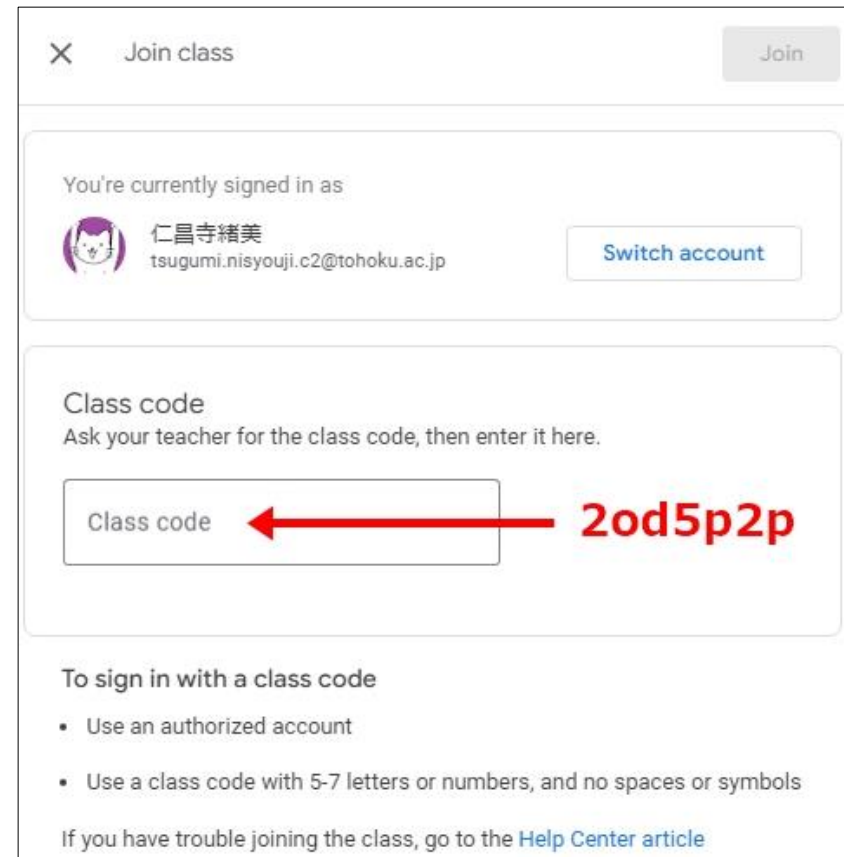 Join class
Join
You're currently signed in as
仁昌寺緒美
tsugumi.nisyouji.c2@tohoku.ac.jp
Switch account
Class code
Ask your teacher for the class code, then enter it here.
Class code
2od5p2p
To sign in with a class code
• Use an authorized account
• Use a class code with 5-7 letters or numbers, and no spaces or symbols
If you have trouble joining the class, go to the Help Center article